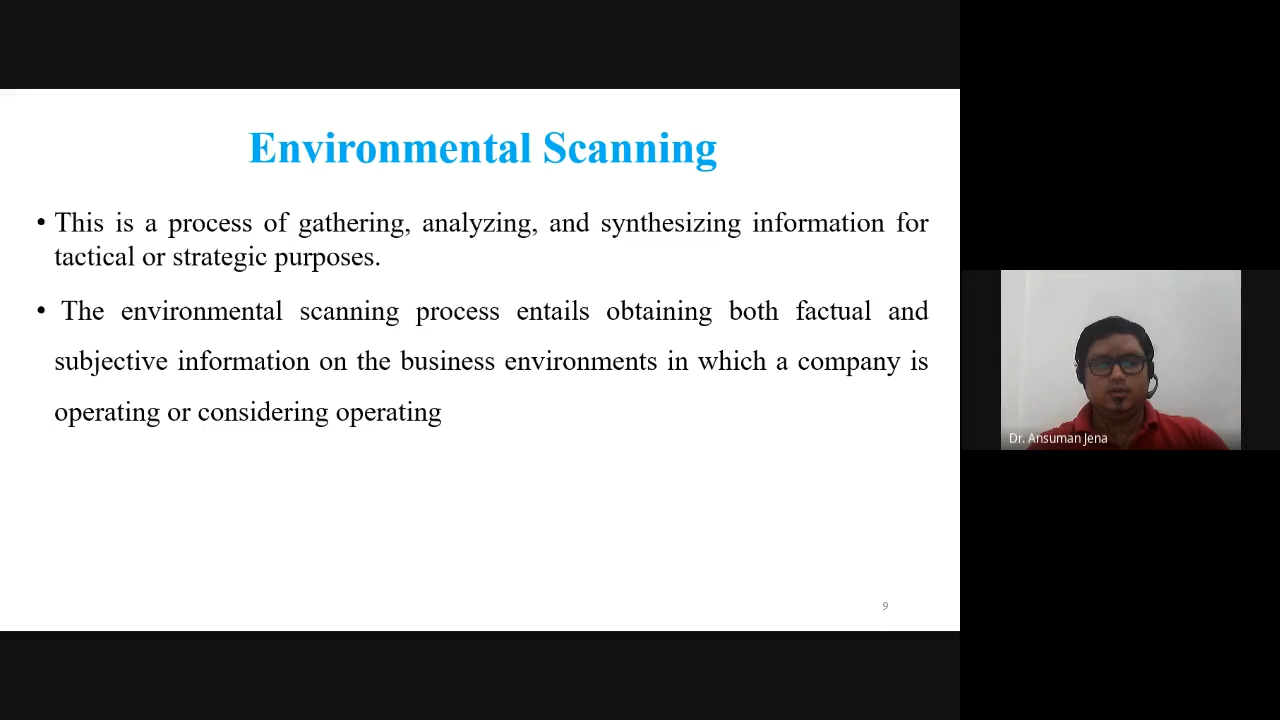 Environmental Scanning
• This is a process of gathering, analyzing, and synthesizing information for
tactical or strategic purposes.
• The environmental scanning process entails obtaining both factual and
subjective information on the business environments in which a company is
operating or considering operating
9
Dr. Ansuman Jena